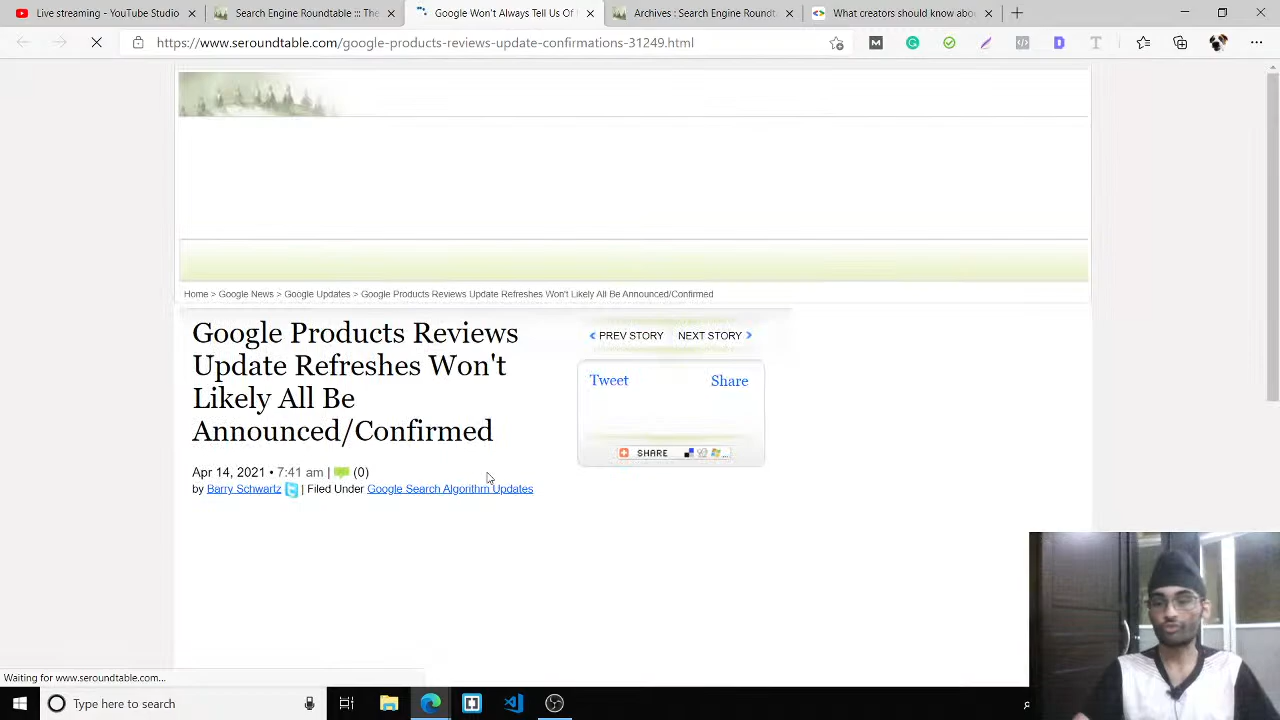 Live streaming - YouTube Studio
Search Engine Roundtable ::: The
Google Won't Always Tell Us Of
Archives : Search Engine Roundt
What creators should know abo
https://www.seroundtable.com/google-products-reviews-update-confirmations-31249.html
Home > Google News > Google Updates > Google Products Reviews Update Refreshes Won't Likely All Be Announced/Confirmed
Google Products Reviews
Update Refreshes Won't
Likely All Be
Announced/Confirmed
PREV STORY NEXT STORY
Tweet Share
SHARE
Apr 14, 2021 • 7:41 am | (0)
by Barry Schwartz | Filed Under Google Search Algorithm Updates
Waiting for www.seroundtable.com...
Type here to search